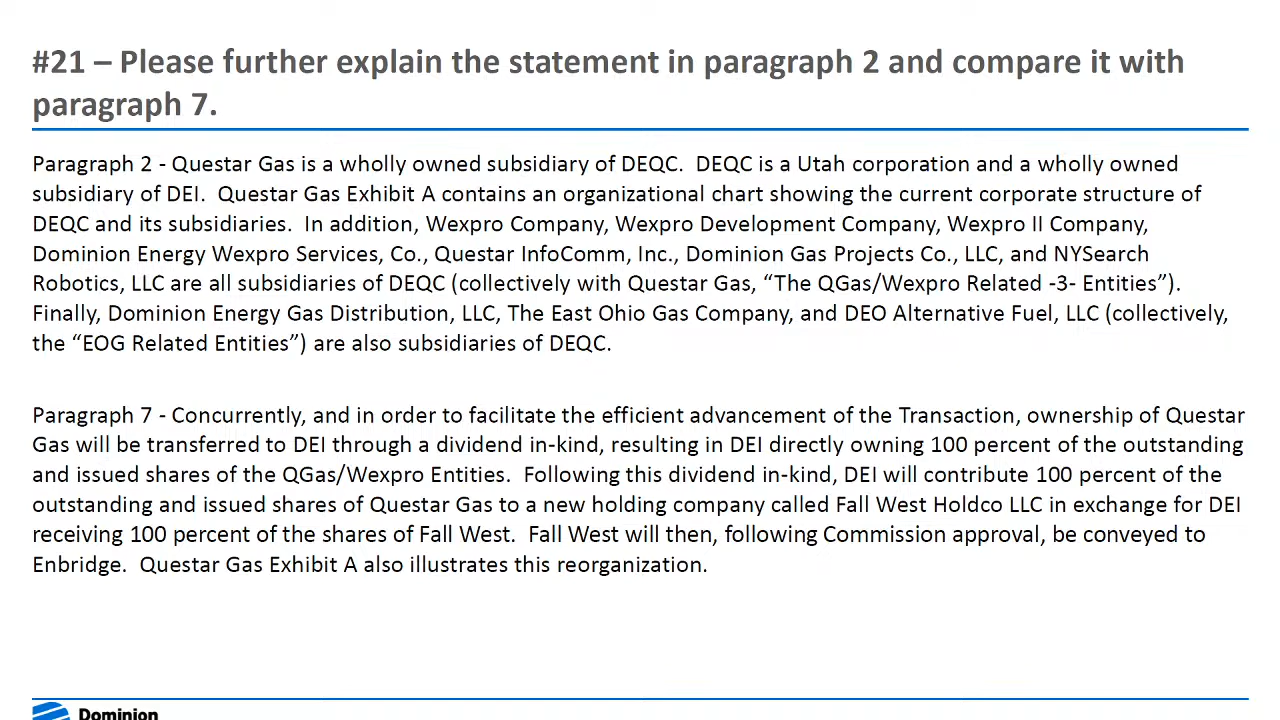 #21 – Please further explain the statement in paragraph 2 and compare it with
paragraph 7.
Paragraph 2 - Questar Gas is a wholly owned subsidiary of DEQC.  DEQC is a Utah corporation and a wholly owned
subsidiary of DEI.  Questar Gas Exhibit A contains an organizational chart showing the current corporate structure of
DEQC and its subsidiaries.  In addition, Wexpro Company, Wexpro Development Company, Wexpro II Company,
Dominion Energy Wexpro Services, Co., Questar InfoComm, Inc., Dominion Gas Projects Co., LLC, and NYSearch
Robotics, LLC are all subsidiaries of DEQC (collectively with Questar Gas, “The QGas/Wexpro Related -3- Entities”).
Finally, Dominion Energy Gas Distribution, LLC, The East Ohio Gas Company, and DEO Alternative Fuel, LLC (collectively,
the “EOG Related Entities”) are also subsidiaries of DEQC.
Paragraph 7 - Concurrently, and in order to facilitate the efficient advancement of the Transaction, ownership of Questar
Gas will be transferred to DEI through a dividend in-kind, resulting in DEI directly owning 100 percent of the outstanding
and issued shares of the QGas/Wexpro Entities.  Following this dividend in-kind, DEI will contribute 100 percent of the
outstanding and issued shares of Questar Gas to a new holding company called Fall West Holdco LLC in exchange for DEI
receiving 100 percent of the shares of Fall West.  Fall West will then, following Commission approval, be conveyed to
Enbridge.  Questar Gas Exhibit A also illustrates this reorganization.
Dominion